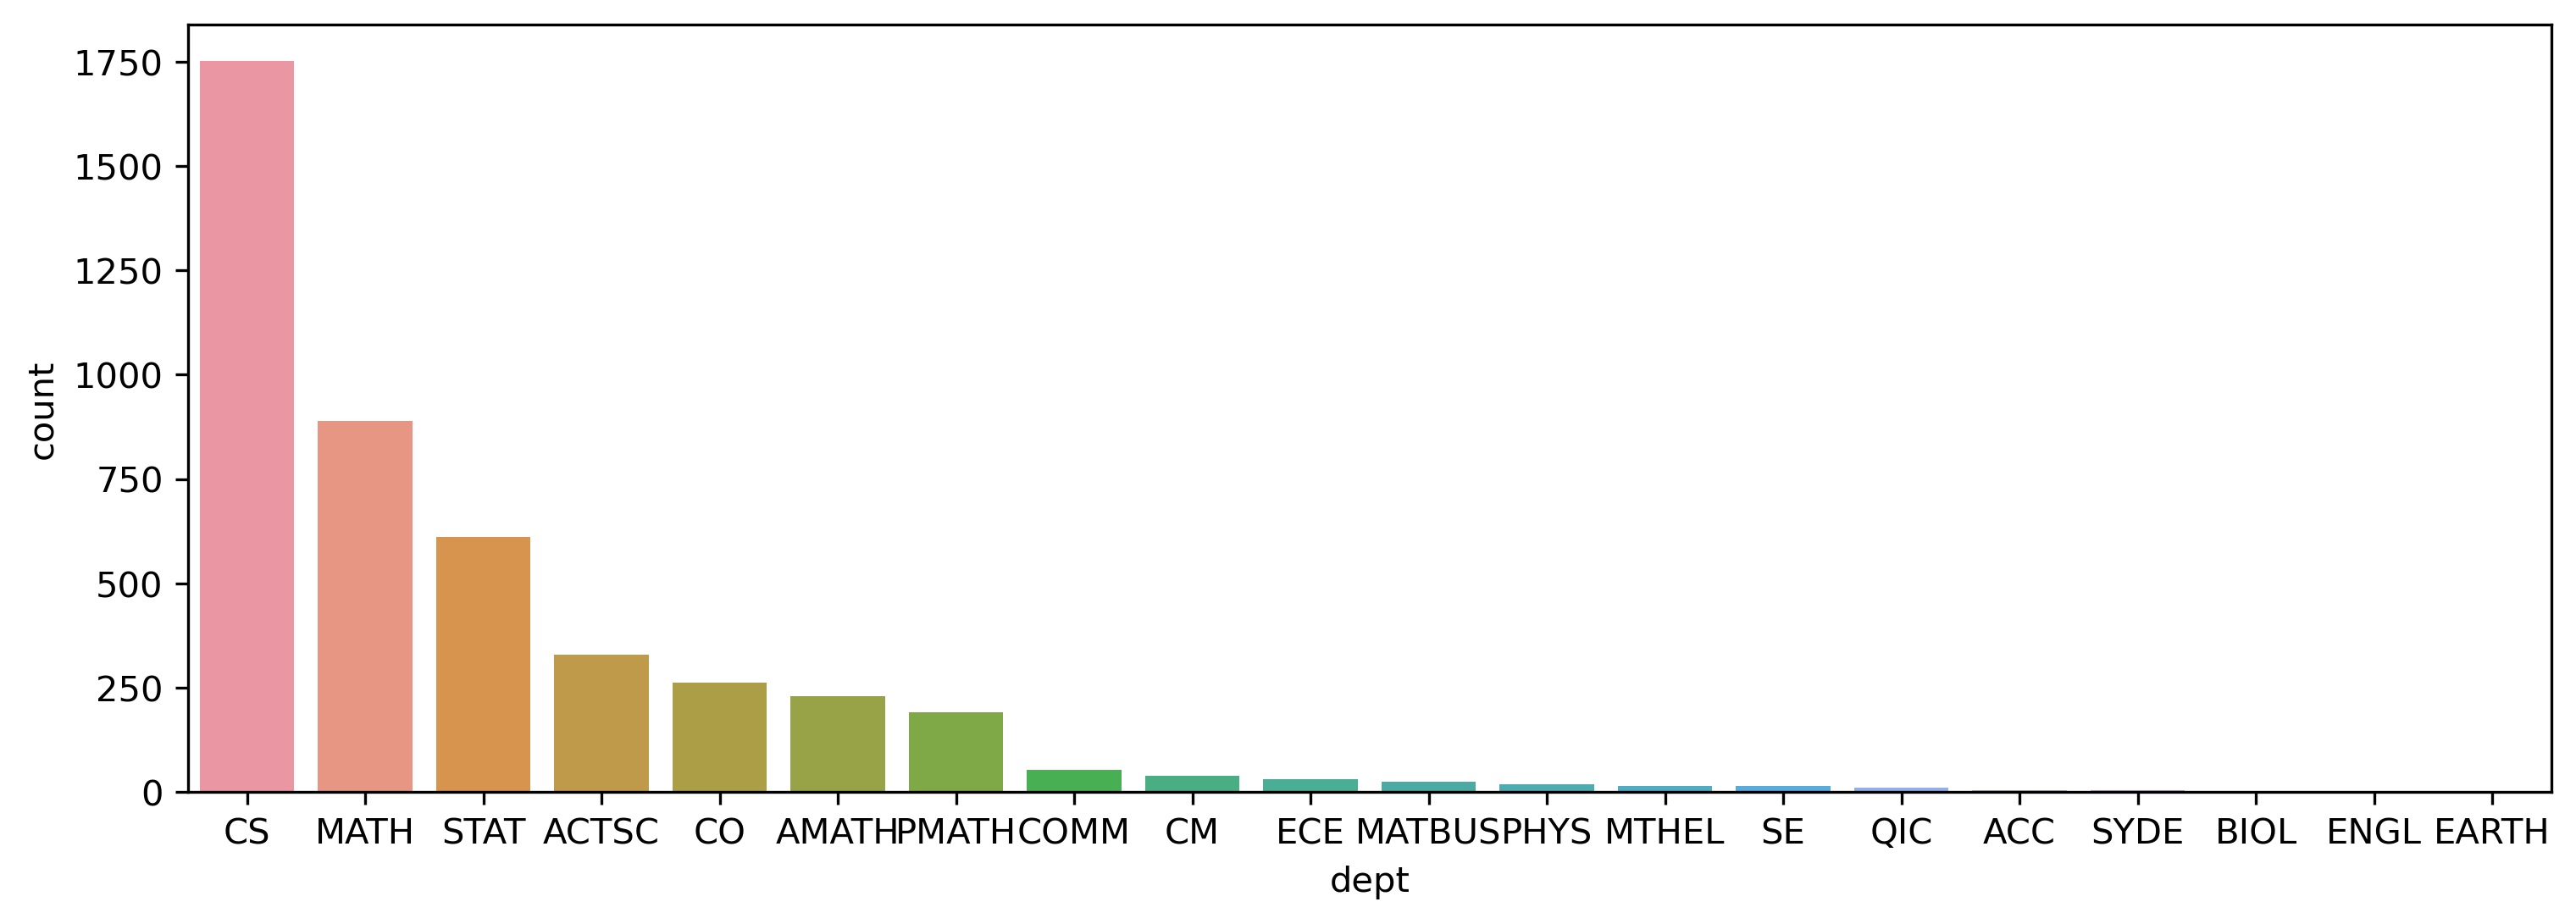 1750
1500
1250
1000
750
500
250
0
count
CS MATH STAT ACTSC CO AMATH PMATH COMM CM ECE MATBUS PHYS MTHEL SE QIC ACC SYDE BIOL ENGL EARTH
dept